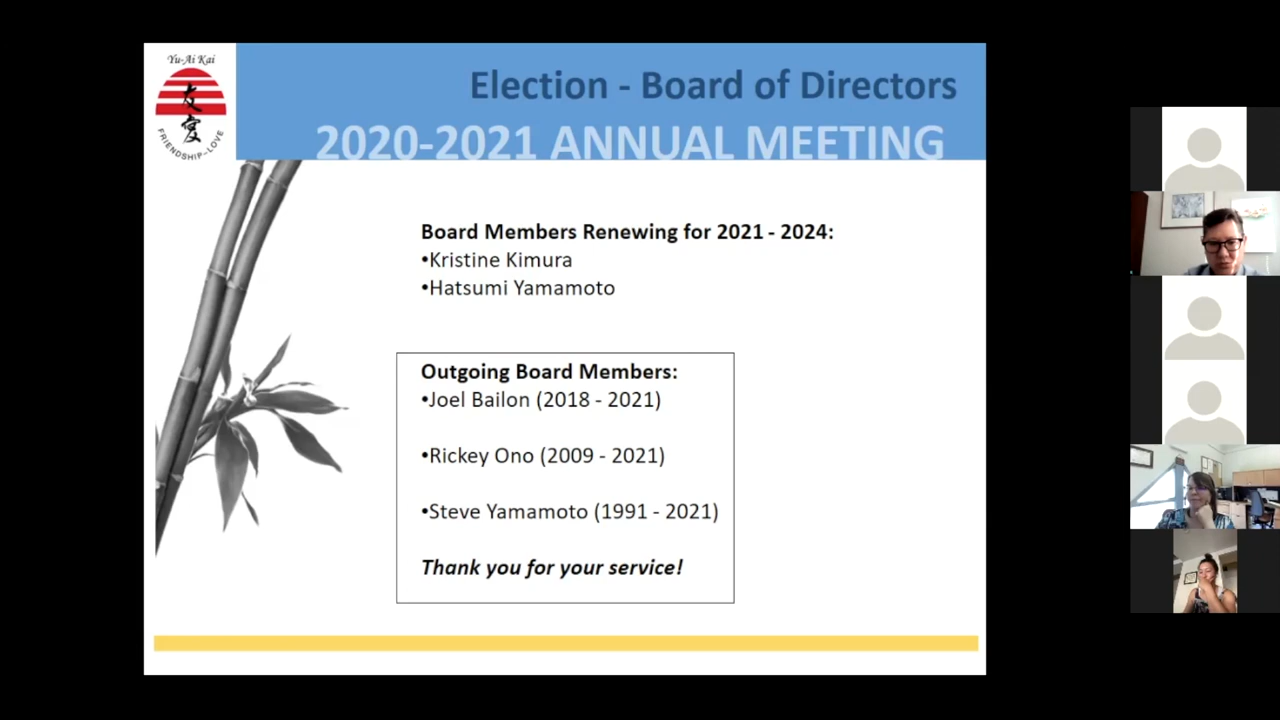 Yu-Ai Kai
友
愛
FRIENDSHIP-LOVE
Election - Board of Directors
2020-2021 ANNUAL MEETING
Board Members Renewing for 2021 - 2024:
•Kristine Kimura
•Hatsumi Yamamoto
Outgoing Board Members:
•Joel Bailon (2018 - 2021)
•Rickey Ono (2009 - 2021)
•Steve Yamamoto (1991 - 2021)
Thank you for your service!